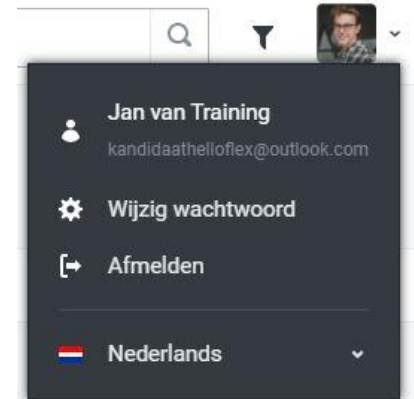 Jan van Training
kandidaathelloflex@outlook.com
Wijzig wachtwoord
Afmelden
Nederlands